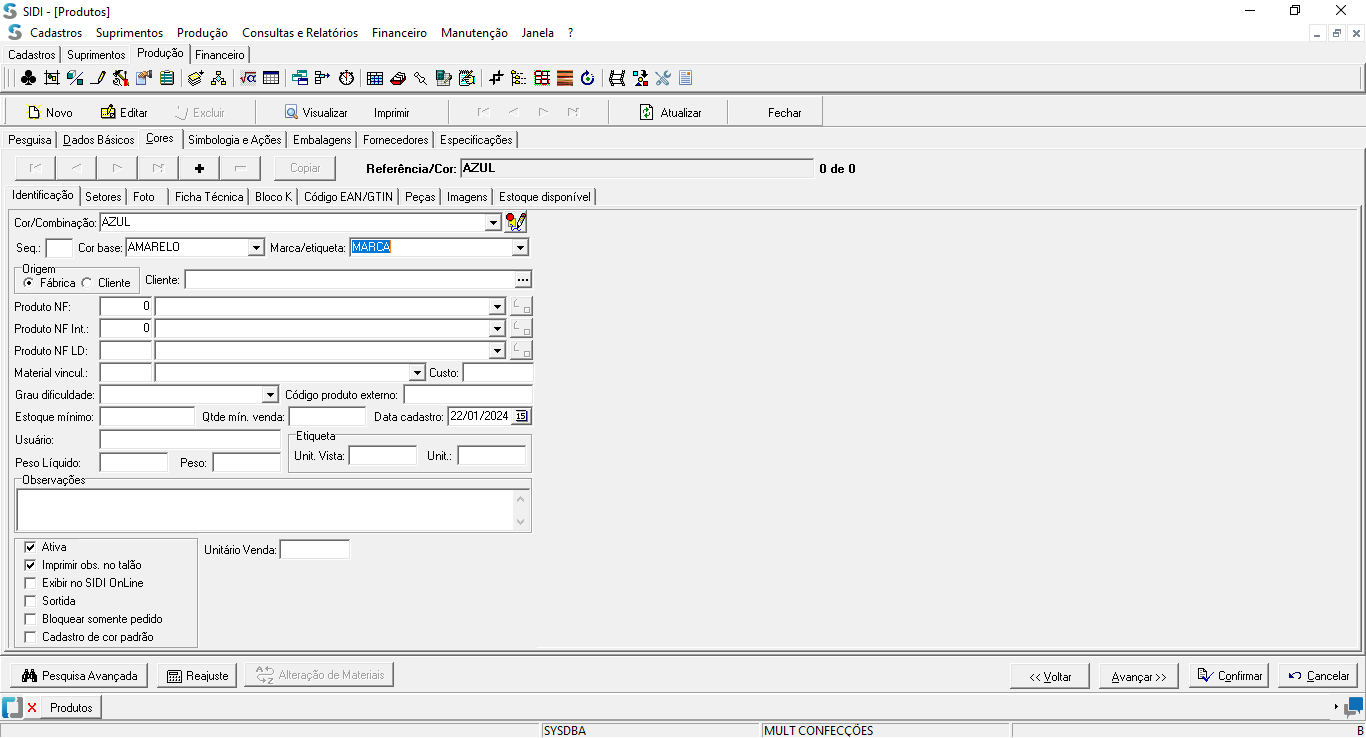 SIDI - [Produtos]
Cadastros Suprimentos Produção Consultas e Relatórios Financeiro Manutenção Janela ?
Cadastros Suprimentos Produção Financeiro
Novo Editar Excluir Visualizar Imprimir Atualizar Fechar
Pesquisa Dados Básicos Cores Simbologia e Ações Embalagens Fornecedores Especificações
Copiar Referência/Cor: AZUL 0 de 0
Identificação Setores Foto Ficha Técnica Bloco K Código EAN/GTIN Peças Imagens Estoque disponível
Cor/Combinação: AZUL
Seq.: Cor base: AMARELO Marca/etiqueta: MARCA
Origem
Fábrica Cliente Cliente: ...
Produto NF: 0
Produto NF Int.: 0
Produto NF LD:
Material vincul.: Custo:
Grau dificuldade: Código produto externo:
Estoque mínimo: Qtde mín. venda: Data cadastro: 22/01/2024 15
Usuário: Etiqueta
Peso Líquido: Peso: Unit. Vista: Unit.:
Observações
Ativa Unitário Venda:
Imprimir obs. no talão
Exibir no SIDI OnLine
Sortida
Bloquear somente pedido
Cadastro de cor padrão
Pesquisa Avançada Reajuste Alteração de Materiais << Voltar Avançar >> Confirmar Cancelar
Produtos
SYSDBA MULT CONFECÇÕES B